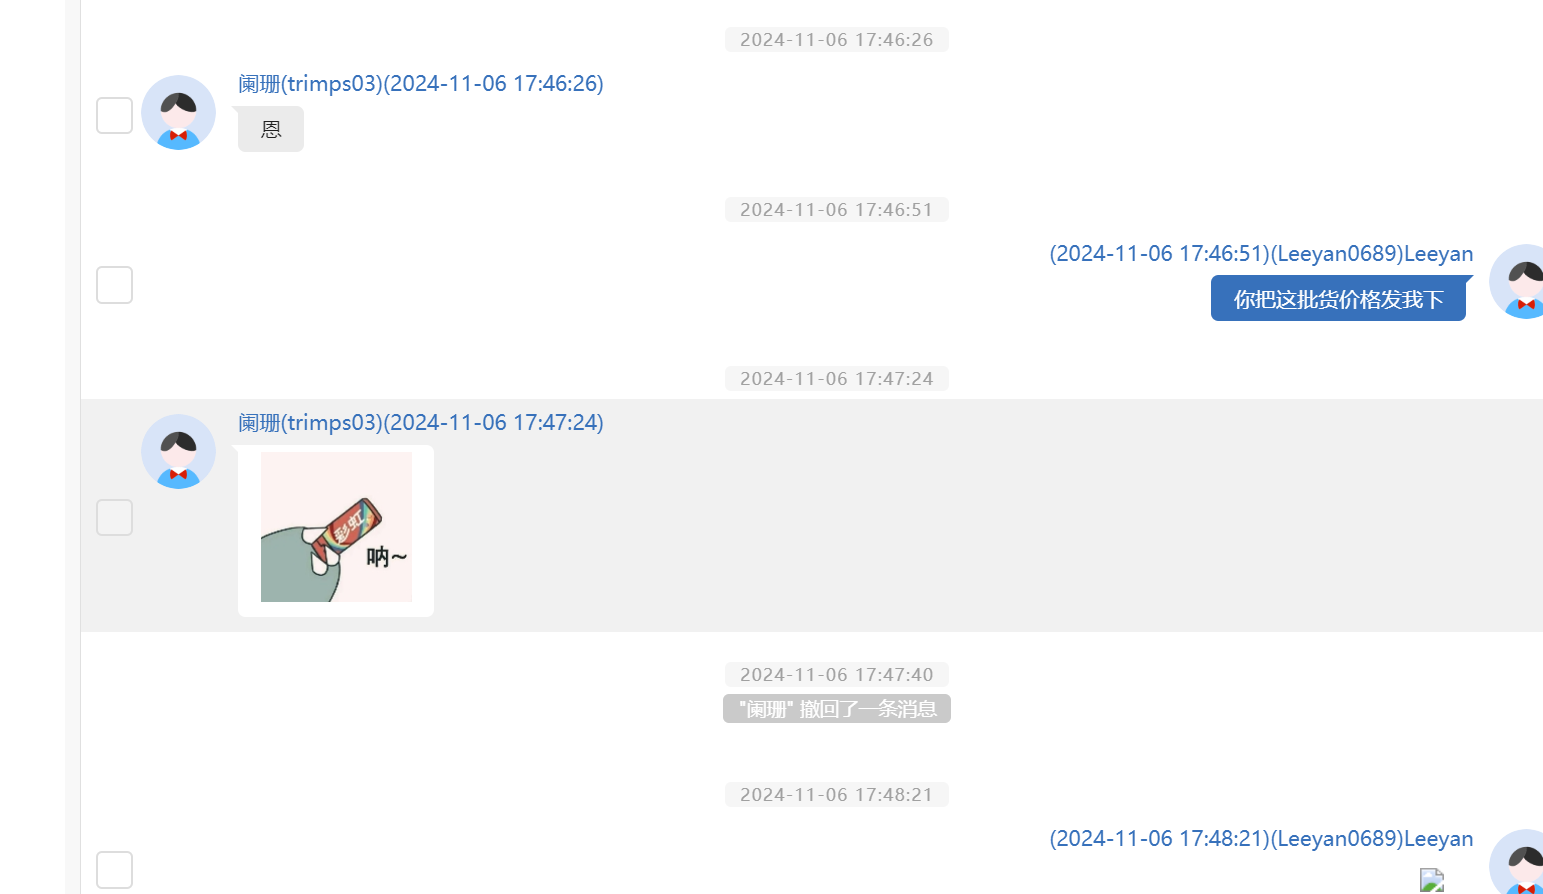 2024-11-06 17:46:26
阑珊(trimps03)(2024-11-06 17:46:26)
恩
2024-11-06 17:46:51
(2024-11-06 17:46:51)(Leeyan0689)Leeyan
你把这批货价格发我下
2024-11-06 17:47:24
阑珊(trimps03)(2024-11-06 17:47:24)
彩虹
呐~
2024-11-06 17:47:40
"阑珊" 撤回了一条消息
2024-11-06 17:48:21
(2024-11-06 17:48:21)(Leeyan0689)Leeyan